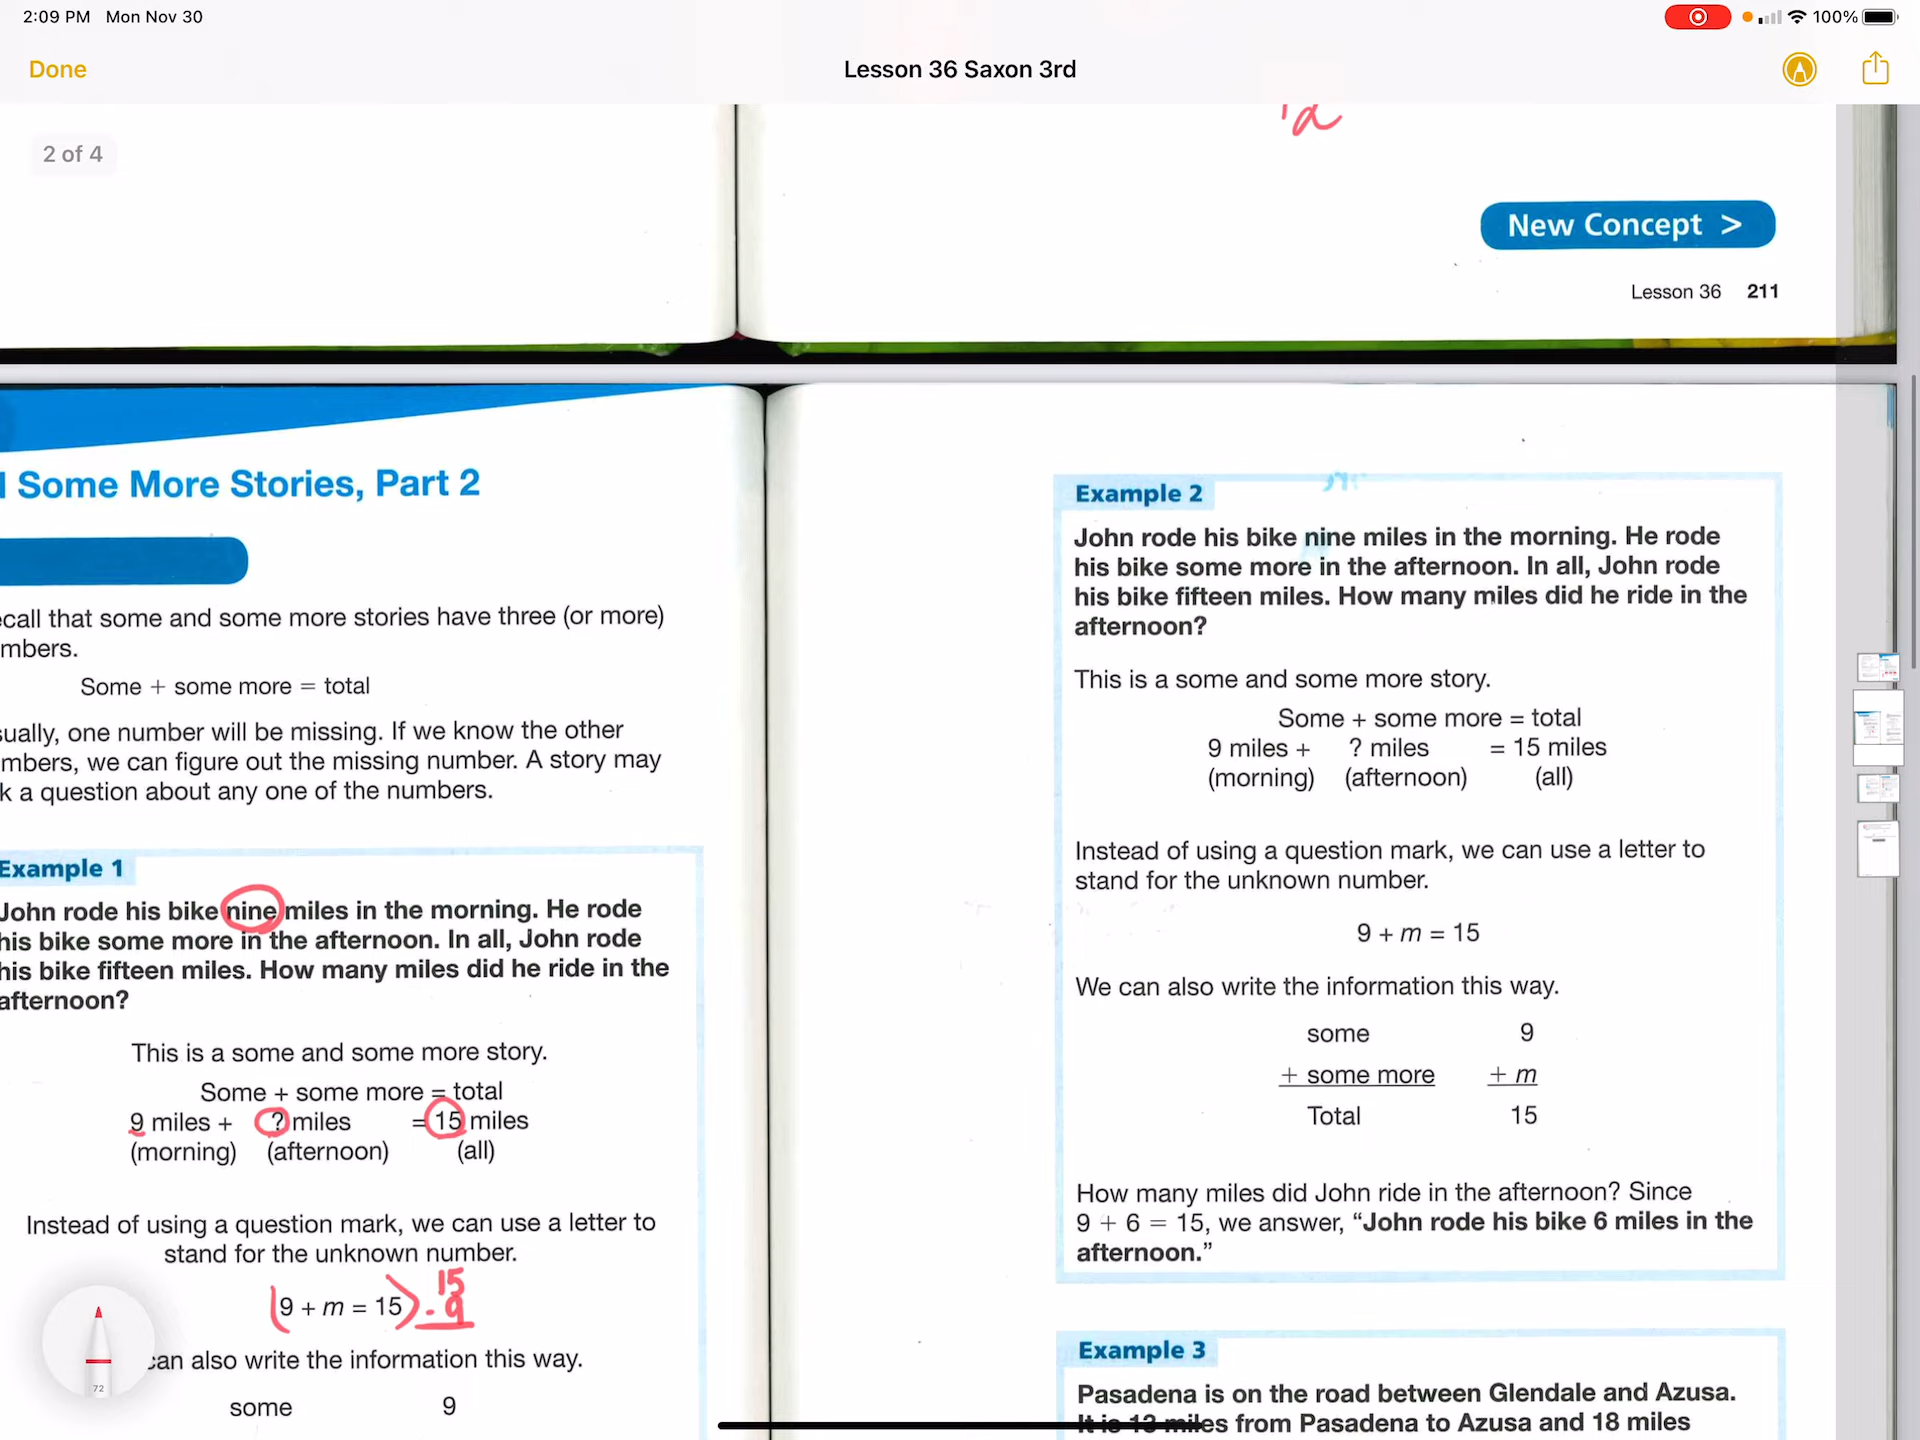 2:09 PM Mon Nov 30
100%
Done
Lesson 36 Saxon 3rd
2 of 4
New Concept >
Lesson 36 211
Some More Stories, Part 2
call that some and some more stories have three (or more)
mbers.
Some + some more = total
ually, one number will be missing. If we know the other
mbers, we can figure out the missing number. A story may
k a question about any one of the numbers.
Example 1
John rode his bike nine miles in the morning. He rode
his bike some more in the afternoon. In all, John rode
his bike fifteen miles. How many miles did he ride in the
afternoon?
This is a some and some more story.
Some + some more = total
9 miles + ? miles = 15 miles
(morning) (afternoon) (all)
Instead of using a question mark, we can use a letter to
stand for the unknown number.
15
(9 + m = 15) - 9
can also write the information this way.
some 9
72
Example 2
John rode his bike nine miles in the morning. He rode
his bike some more in the afternoon. In all, John rode
his bike fifteen miles. How many miles did he ride in the
afternoon?
This is a some and some more story.
Some + some more = total
9 miles + ? miles = 15 miles
(morning) (afternoon) (all)
Instead of using a question mark, we can use a letter to
stand for the unknown number.
9 + m = 15
We can also write the information this way.
some 9
+ some more + m
Total 15
How many miles did John ride in the afternoon? Since
9 + 6 = 15, we answer, “John rode his bike 6 miles in the
afternoon.”
Example 3
Pasadena is on the road between Glendale and Azusa.
It is 13 miles from Pasadena to Azusa and 18 miles